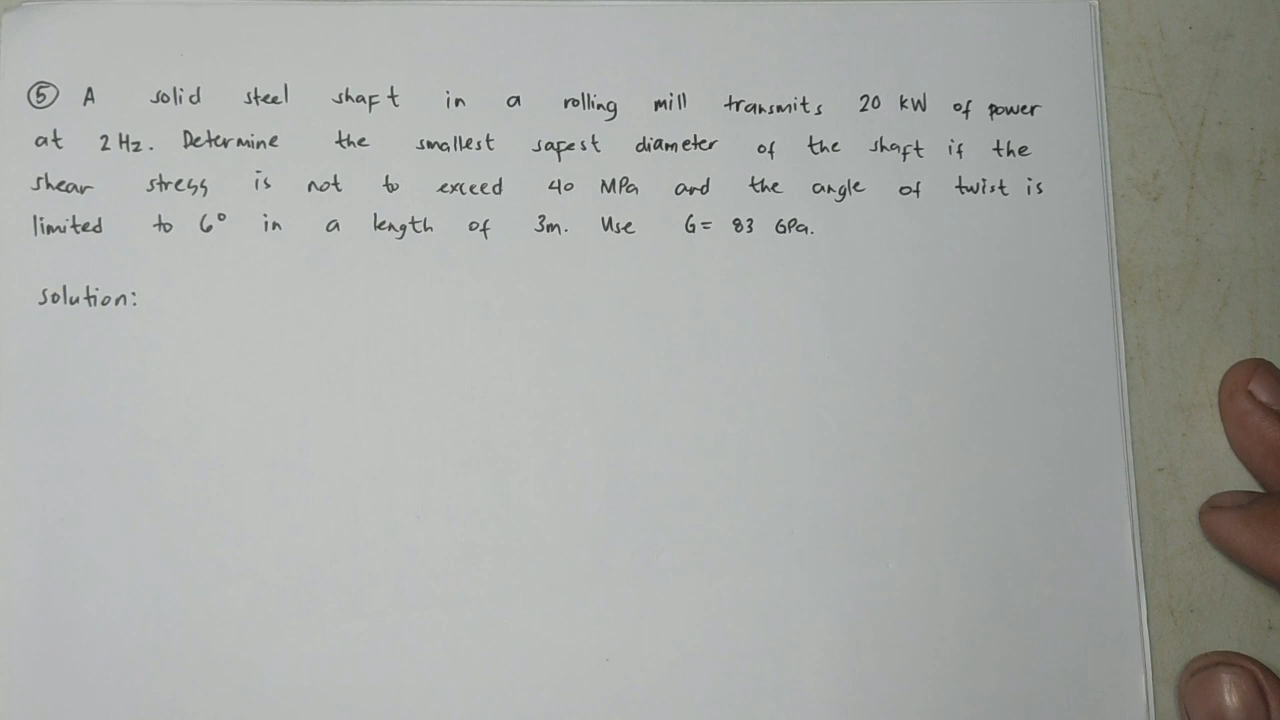 ⑤ A solid steel shaft in a rolling mill transmits 20 kW of power
at 2 Hz. Determine the smallest safest diameter of the shaft if the
shear stress is not to exceed 40 MPa and the angle of twist is
limited to 6° in a length of 3m. Use G= 83 GPa.
solution: